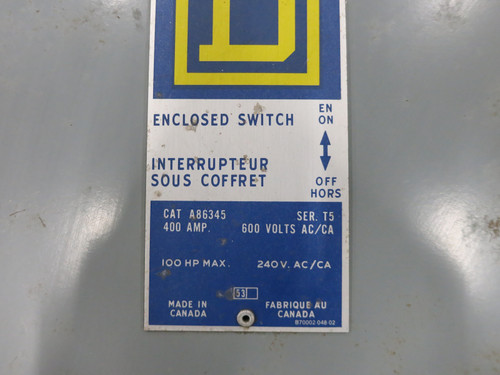 D
ENCLOSED SWITCH
EN
ON
INTERRUPTEUR
SOUS COFFRET
OFF
HORS
CAT A86345 SER. T5
400 AMP. 600 VOLTS AC/CA
100 HP MAX. 240 V. AC/CA
53
MADE IN CANADA
FABRIQUE AU CANADA
B70002 048 02